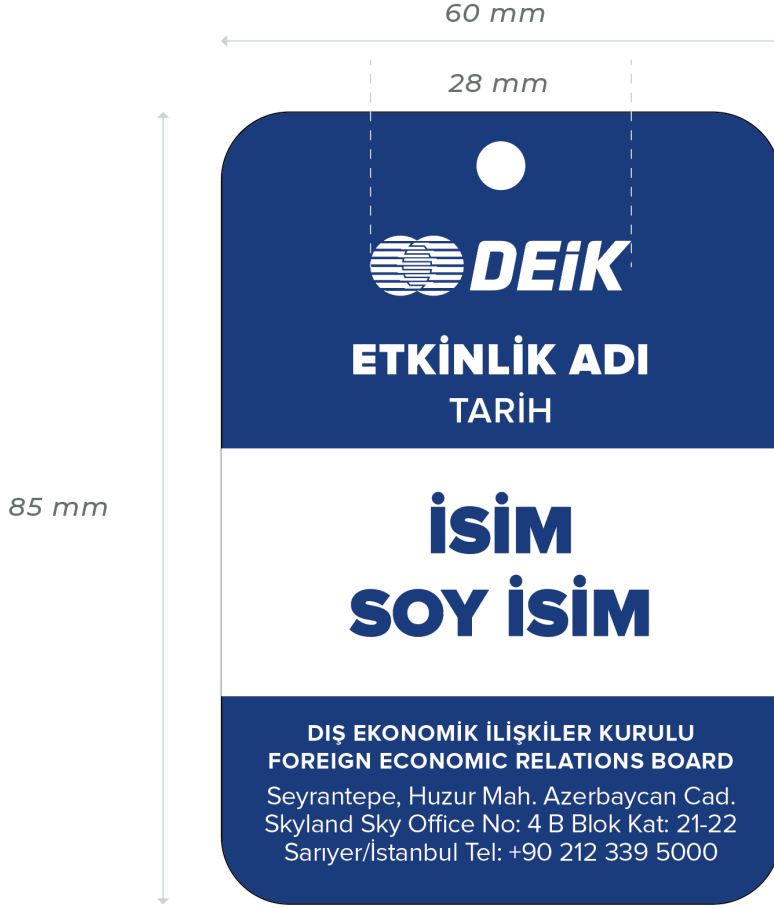 60 mm
28 mm
DEiK
ETKİNLİK ADI
TARİH
85 mm
İSİM
SOY İSİM
DIŞ EKONOMİK İLİŞKİLER KURULU
FOREIGN ECONOMIC RELATIONS BOARD
Seyrantepe, Huzur Mah. Azerbaycan Cad.
Skyland Sky Office No: 4 B Blok Kat: 21-22
Sarıyer/İstanbul Tel: +90 212 339 5000